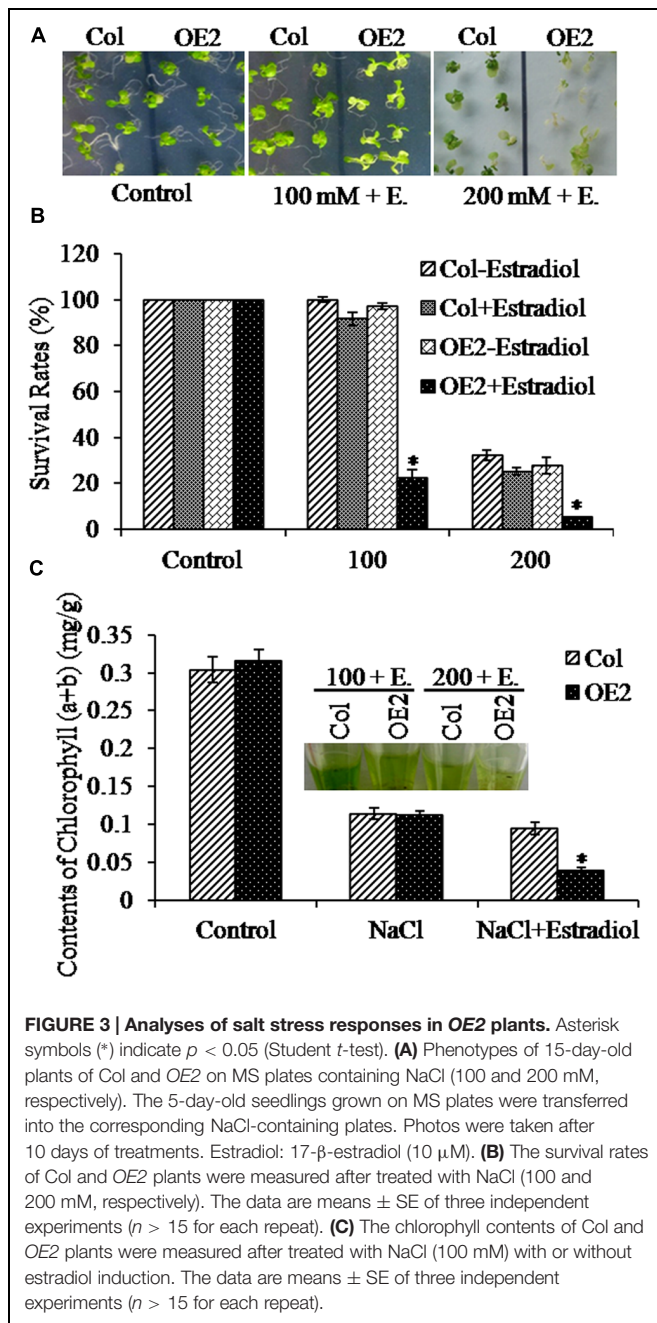 A
Col OE2 Col OE2 Col OE2
Control 100 mM + E. 200 mM + E.
B
120
100
80
60
40
20
0
Survival Rates (%)
Col-Estradiol
Col+Estradiol
OE2-Estradiol
OE2+Estradiol
*
*
Control 100 200
C
0.35
0.3
0.25
0.2
0.15
0.1
0.05
0
Contents of Chlorophyll (a+b) (mg/g)
Col
OE2
100 + E. 200 + E.
Col OE2 Col OE2
*
Control NaCl NaCl+Estradiol
FIGURE 3 | Analyses of salt stress responses in OE2 plants. Asterisk
symbols (*) indicate p < 0.05 (Student t-test). (A) Phenotypes of 15-day-old
plants of Col and OE2 on MS plates containing NaCl (100 and 200 mM,
respectively). The 5-day-old seedlings grown on MS plates were transferred
into the corresponding NaCl-containing plates. Photos were taken after
10 days of treatments. Estradiol: 17-β-estradiol (10 μM). (B) The survival rates
of Col and OE2 plants were measured after treated with NaCl (100 and
200 mM, respectively). The data are means ± SE of three independent
experiments (n > 15 for each repeat). (C) The chlorophyll contents of Col and
OE2 plants were measured after treated with NaCl (100 mM) with or without
estradiol induction. The data are means ± SE of three independent
experiments (n > 15 for each repeat).